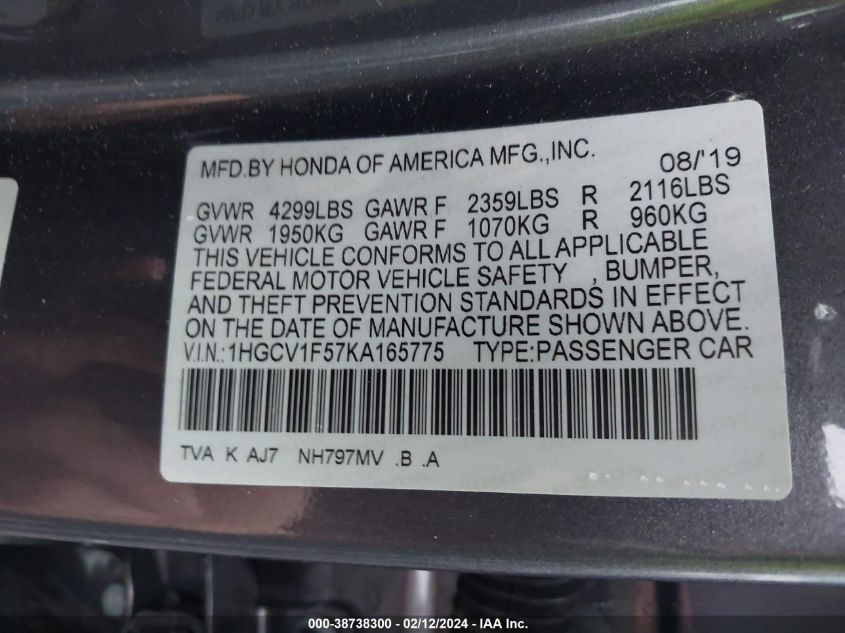 MFD.BY HONDA OF AMERICA MFG.,INC. 08/'19
GVWR 4299LBS GAWR F 2359LBS R 2116LBS
GVWR 1950KG GAWR F 1070KG R 960KG
THIS VEHICLE CONFORMS TO ALL APPLICABLE
FEDERAL MOTOR VEHICLE SAFETY , BUMPER,
AND THEFT PREVENTION STANDARDS IN EFFECT
ON THE DATE OF MANUFACTURE SHOWN ABOVE.
V.I.N.:1HGCV1F57KA165775 TYPE:PASSENGER CAR
TVA K AJ7 NH797MV .B .A
000-38738300 - 02/12/2024 - IAA Inc.